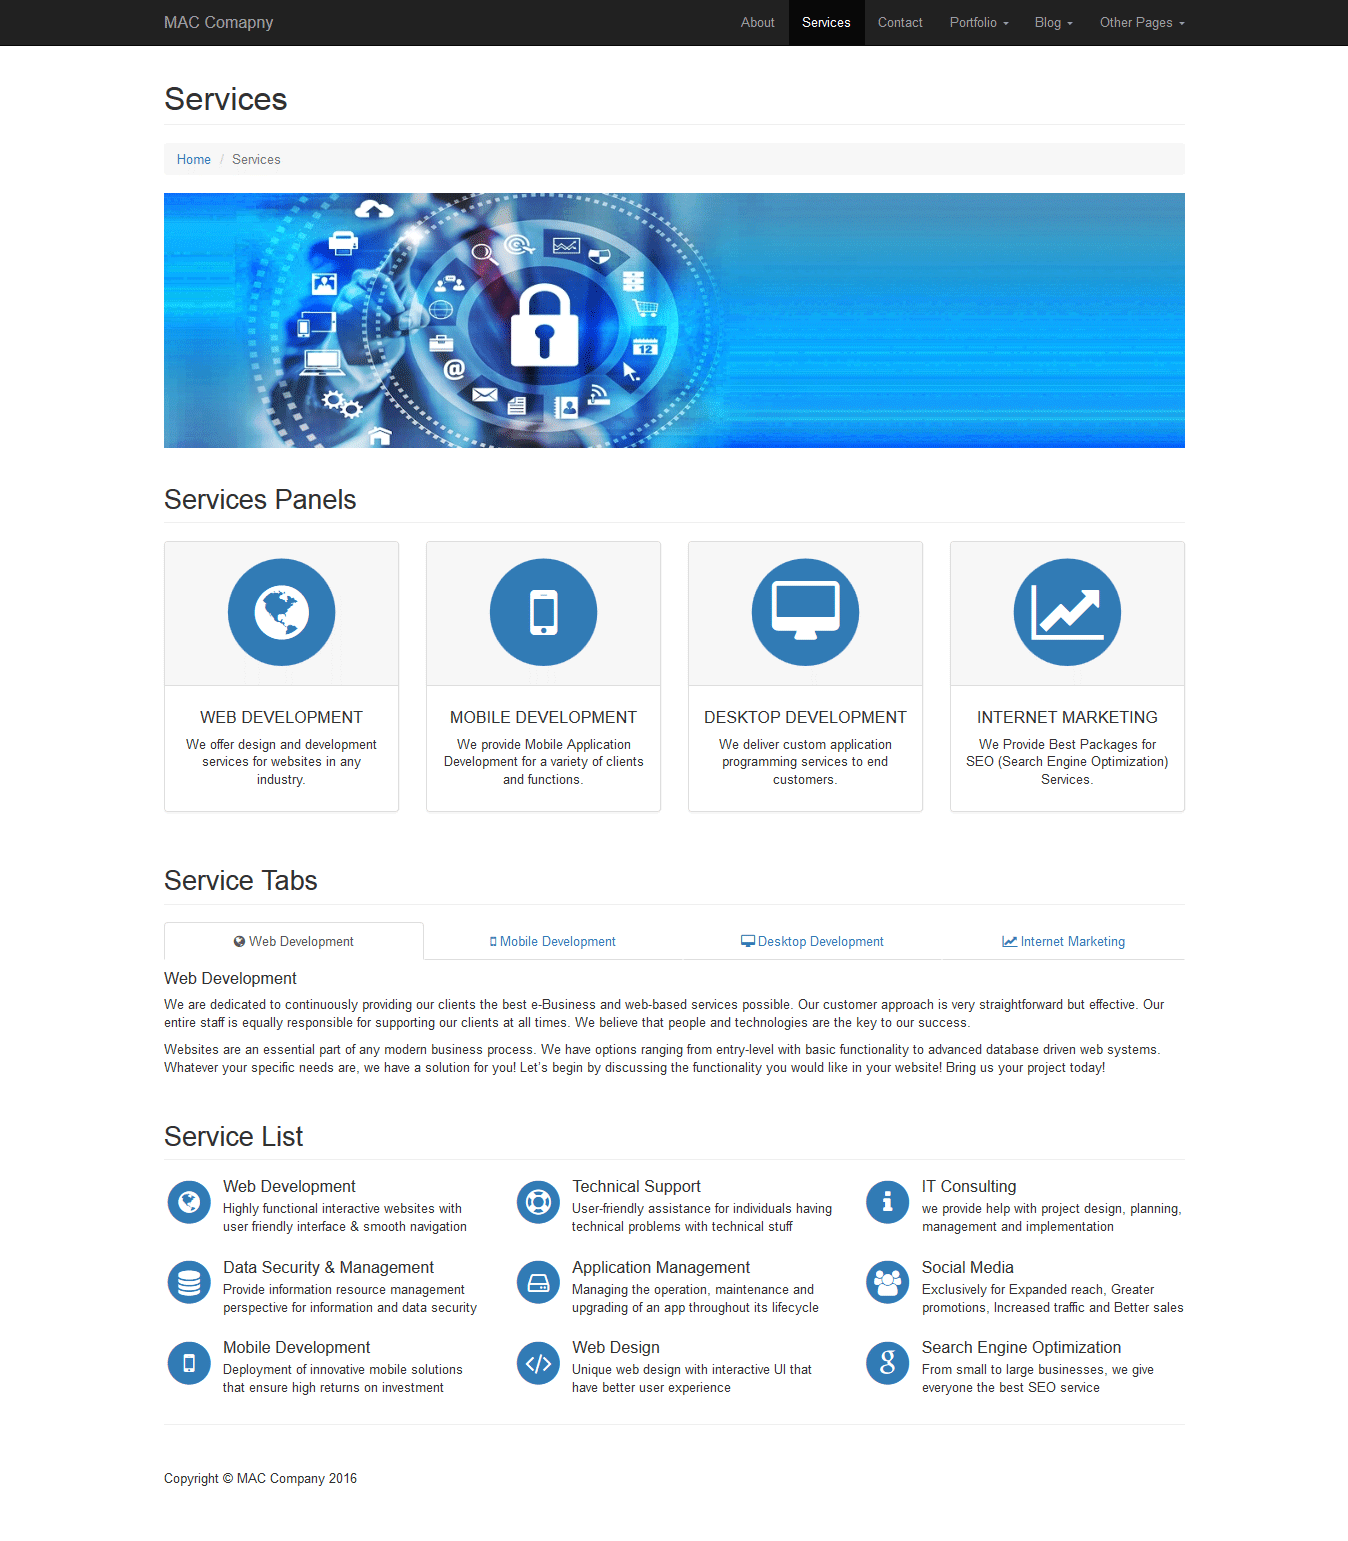 MAC Comapny
About Services Contact Portfolio Blog Other Pages
Services
Home / Services
12
@
Services Panels
WEB DEVELOPMENT
We offer design and development
services for websites in any
industry.
MOBILE DEVELOPMENT
We provide Mobile Application
Development for a variety of clients
and functions.
DESKTOP DEVELOPMENT
We deliver custom application
programming services to end
customers.
INTERNET MARKETING
We Provide Best Packages for
SEO (Search Engine Optimization)
Services.
Service Tabs
Web Development Mobile Development Desktop Development Internet Marketing
Web Development
We are dedicated to continuously providing our clients the best e-Business and web-based services possible. Our customer approach is very straightforward but effective. Our
entire staff is equally responsible for supporting our clients at all times. We believe that people and technologies are the key to our success.
Websites are an essential part of any modern business process. We have options ranging from entry-level with basic functionality to advanced database driven web systems.
Whatever your specific needs are, we have a solution for you! Let's begin by discussing the functionality you would like in your website! Bring us your project today!
Service List
Web Development
Highly functional interactive websites with
user friendly interface & smooth navigation
Technical Support
User-friendly assistance for individuals having
technical problems with technical stuff
IT Consulting
we provide help with project design, planning,
management and implementation
Data Security & Management
Provide information resource management
perspective for information and data security
Application Management
Managing the operation, maintenance and
upgrading of an app throughout its lifecycle
Social Media
Exclusively for Expanded reach, Greater
promotions, Increased traffic and Better sales
Mobile Development
Deployment of innovative mobile solutions
that ensure high returns on investment
Web Design
Unique web design with interactive UI that
have better user experience
Search Engine Optimization
From small to large businesses, we give
everyone the best SEO service
Copyright © MAC Company 2016